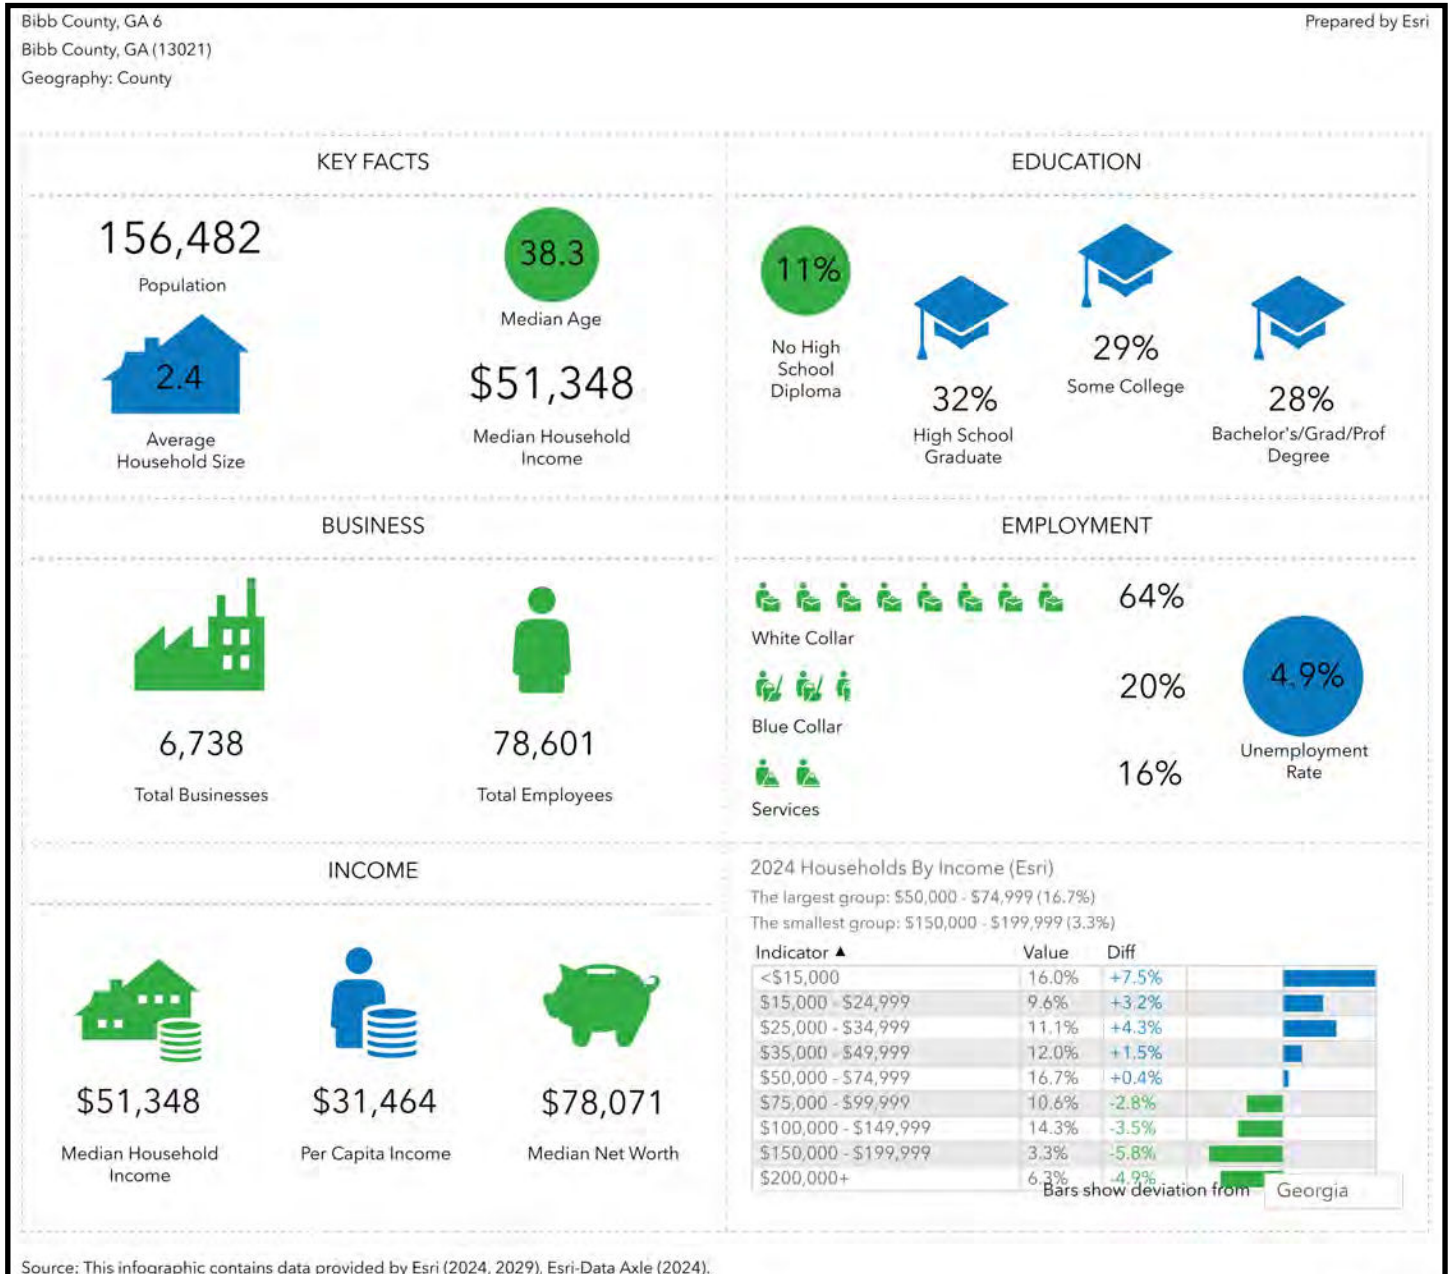 Bibb County, GA 6
Prepared by Esri
Bibb County, GA (13021)
Geography: County
KEY FACTS
156,482
Population
38.3
Median Age
2.4
Average
Household Size
$51,348
Median Household
Income
EDUCATION
11%
No High
School
Diploma
32%
High School
Graduate
29%
Some College
28%
Bachelor's/Grad/Prof
Degree
BUSINESS
6,738
Total Businesses
78,601
Total Employees
EMPLOYMENT
64%
White Collar
20%
Blue Collar
16%
Services
4.9%
Unemployment
Rate
INCOME
$51,348
Median Household
Income
$31,464
Per Capita Income
$78,071
Median Net Worth
2024 Households By Income (Esri)
The largest group: $50,000 - $74,999 (16.7%)
The smallest group: $150,000 - $199,999 (3.3%)
Indicator ▲ Value Diff
<$15,000 16.0% +7.5%
$15,000 - $24,999 9.6% +3.2%
$25,000 - $34,999 11.1% +4.3%
$35,000 - $49,999 12.0% +1.5%
$50,000 - $74,999 16.7% +0.4%
$75,000 - $99,999 10.6% -2.8%
$100,000 - $149,999 14.3% -3.5%
$150,000 - $199,999 3.3% -5.8%
$200,000+ 6.3% -4.9%
Bars show deviation from Georgia
Source: This infographic contains data provided by Esri (2024, 2029), Esri-Data Axle (2024).